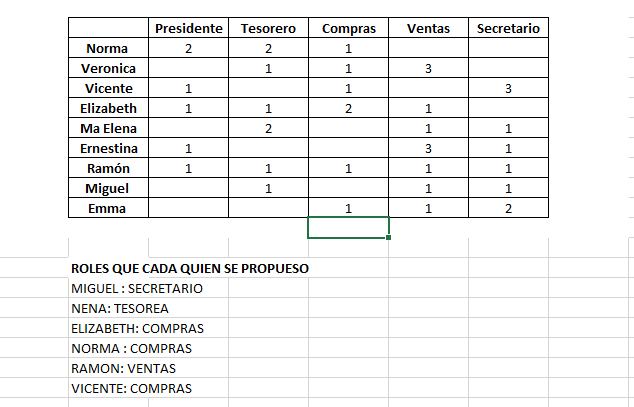 Presidente Tesorero Compras Ventas Secretario
Norma 2 2 1
Veronica 1 1 3
Vicente 1 1 3
Elizabeth 1 1 2 1
Ma Elena 2 1 1
Ernestina 1 3 1
Ramón 1 1 1 1 1
Miguel 1 1 1
Emma 1 1 2
ROLES QUE CADA QUIEN SE PROPUESO
MIGUEL : SECRETARIO
NENA: TESOREA
ELIZABETH: COMPRAS
NORMA : COMPRAS
RAMON: VENTAS
VICENTE: COMPRAS